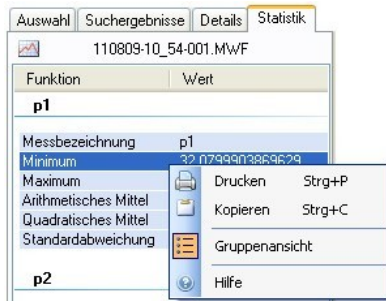 Auswahl Suchergebnisse Details Statistik
110809-10_54-001.MWF
Funktion Wert
p1
Messbezeichnung p1
Minimum 32.0799903869629
Maximum
Drucken Strg+P
Arithmetisches Mittel
Kopieren Strg+C
Quadratisches Mittel
Standardabweichung
Gruppenansicht
p2
Hilfe